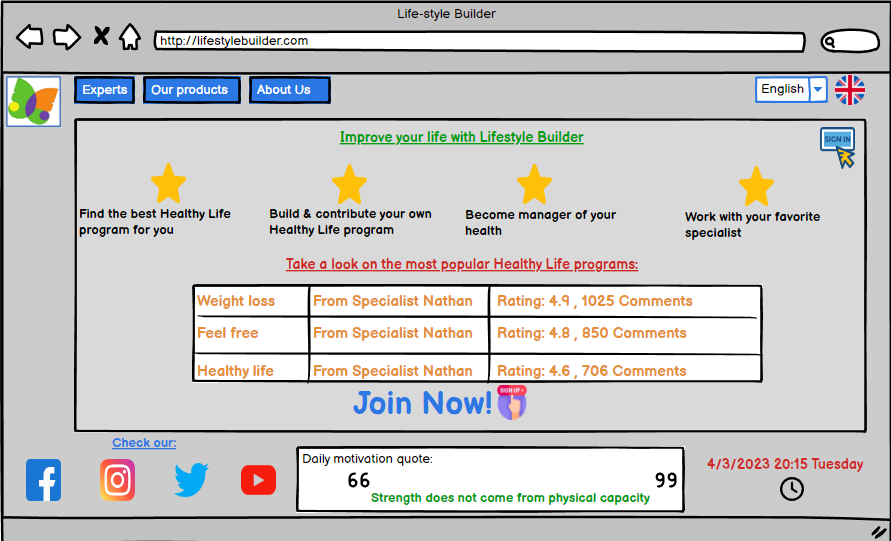 Life-style Builder
http://lifestylebuilder.com
Experts
Our products
About Us
English
Improve your life with Lifestyle Builder
SIGN IN
Find the best Healthy Life
program for you
Build & contribute your own
Healthy Life program
Become manager of your
health
Work with your favorite
specialist
Take a look on the most popular Healthy Life programs:
Weight loss From Specialist Nathan Rating: 4.9 , 1025 Comments
Feel free From Specialist Nathan Rating: 4.8 , 850 Comments
Healthy life From Specialist Nathan Rating: 4.6 , 706 Comments
Join Now!
SIGN UP
Check our:
Daily motivation quote:
66 99
Strength does not come from physical capacity
4/3/2023 20:15 Tuesday